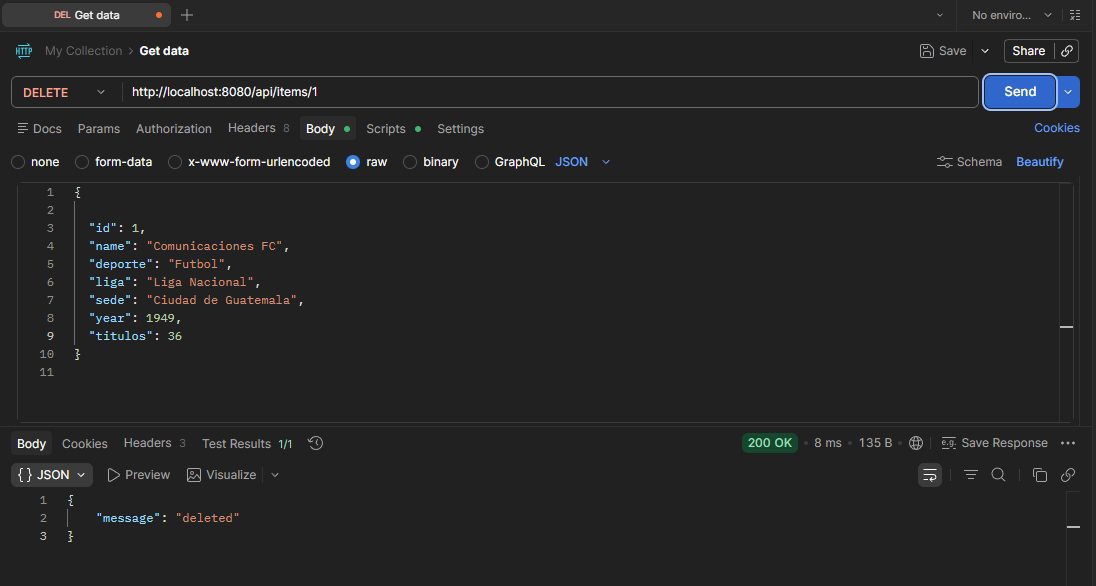 DEL Get data
No enviro...
HTTP My Collection > Get data Save Share
DELETE http://localhost:8080/api/items/1 Send
Docs Params Authorization Headers 8 Body Scripts Settings Cookies
none form-data x-www-form-urlencoded raw binary GraphQL JSON Schema Beautify
1 {
2
3 "id": 1,
4 "name": "Comunicaciones FC",
5 "deporte": "Futbol",
6 "liga": "Liga Nacional",
7 "sede": "Ciudad de Guatemala",
8 "year": 1949,
9 "titulos": 36
10 }
11
Body Cookies Headers 3 Test Results 1/1 200 OK • 8 ms • 135 B • e.g. Save Response
{} JSON Preview Visualize
1 {
2 "message": "deleted"
3 }